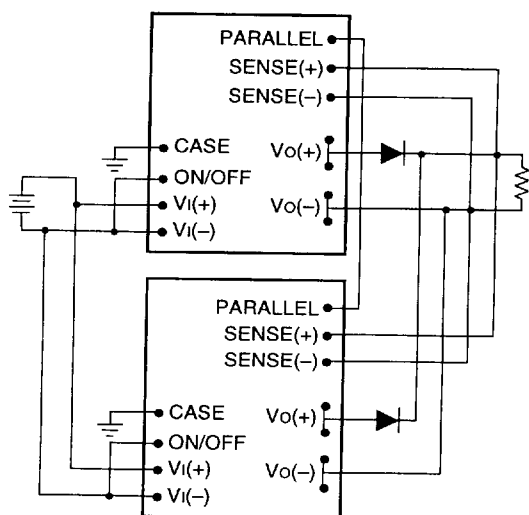 PARALLEL
SENSE(+)
SENSE(–)
CASE
VO(+)
ON/OFF
VI(+)
VO(–)
VI(–)
PARALLEL
SENSE(+)
SENSE(–)
CASE
VO(+)
ON/OFF
VI(+)
VO(–)
VI(–)